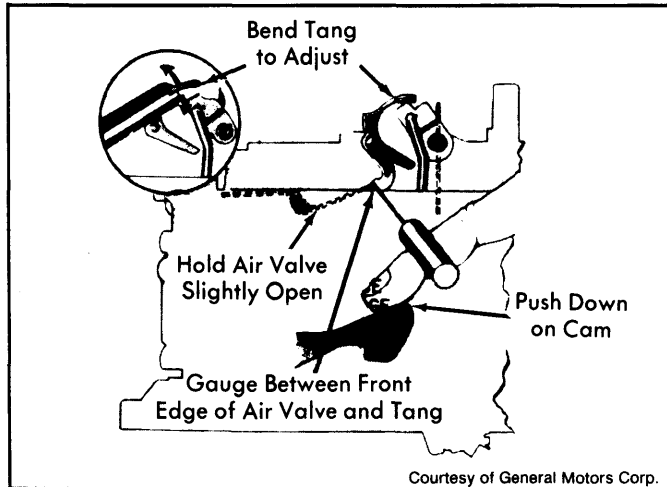 Bend Tang
to Adjust
Hold Air Valve
Slightly Open
Push Down
on Cam
Gauge Between Front
Edge of Air Valve and Tang
Courtesy of General Motors Corp.